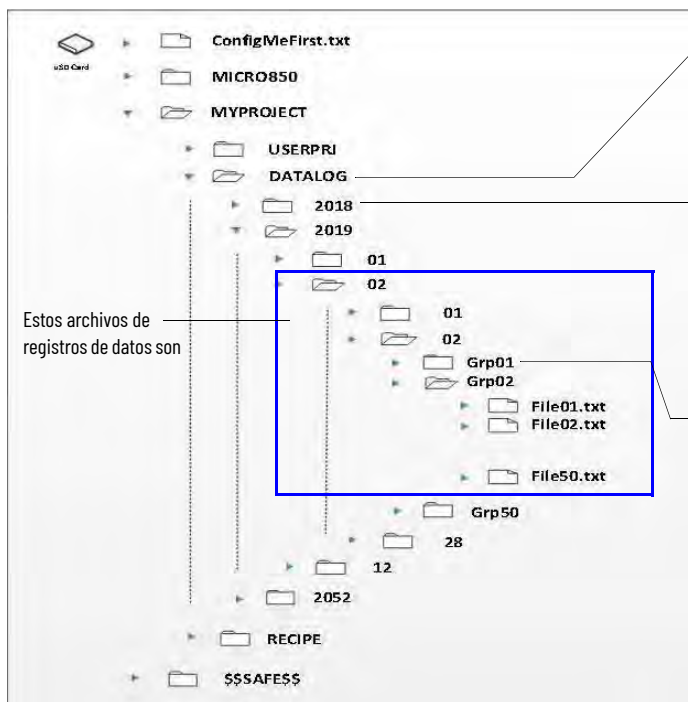 ConfigMeFirst.txt
uSD Card
MICRO850
MYPROJECT
USERPRJ
DATALOG
2018
2019
01
02
01
02
Grp01
Grp02
File01.txt
File02.txt
File50.txt
Grp50
28
12
2052
RECIPE
$$SAFE$$
Estos archivos de
registros de datos son